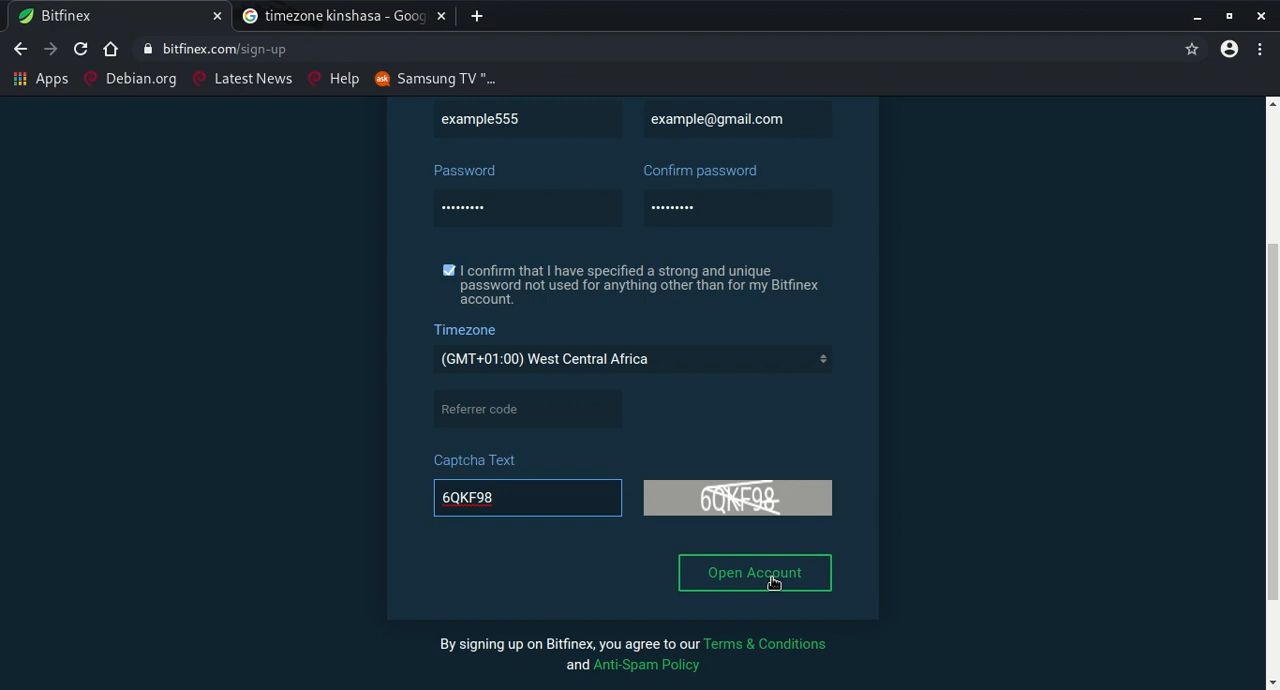 Bitfinex
timezone kinshasa - Goog
bitfinex.com/sign-up
Apps
Debian.org
Latest News
Help
Samsung TV "...
example555
example@gmail.com
Password
Confirm password
•••••••••
•••••••••
I confirm that I have specified a strong and unique
password not used for anything other than for my Bitfinex
account.
Timezone
(GMT+01:00) West Central Africa
Referrer code
Captcha Text
6QKF98
6QKF98
Open Account
By signing up on Bitfinex, you agree to our Terms & Conditions
and Anti-Spam Policy